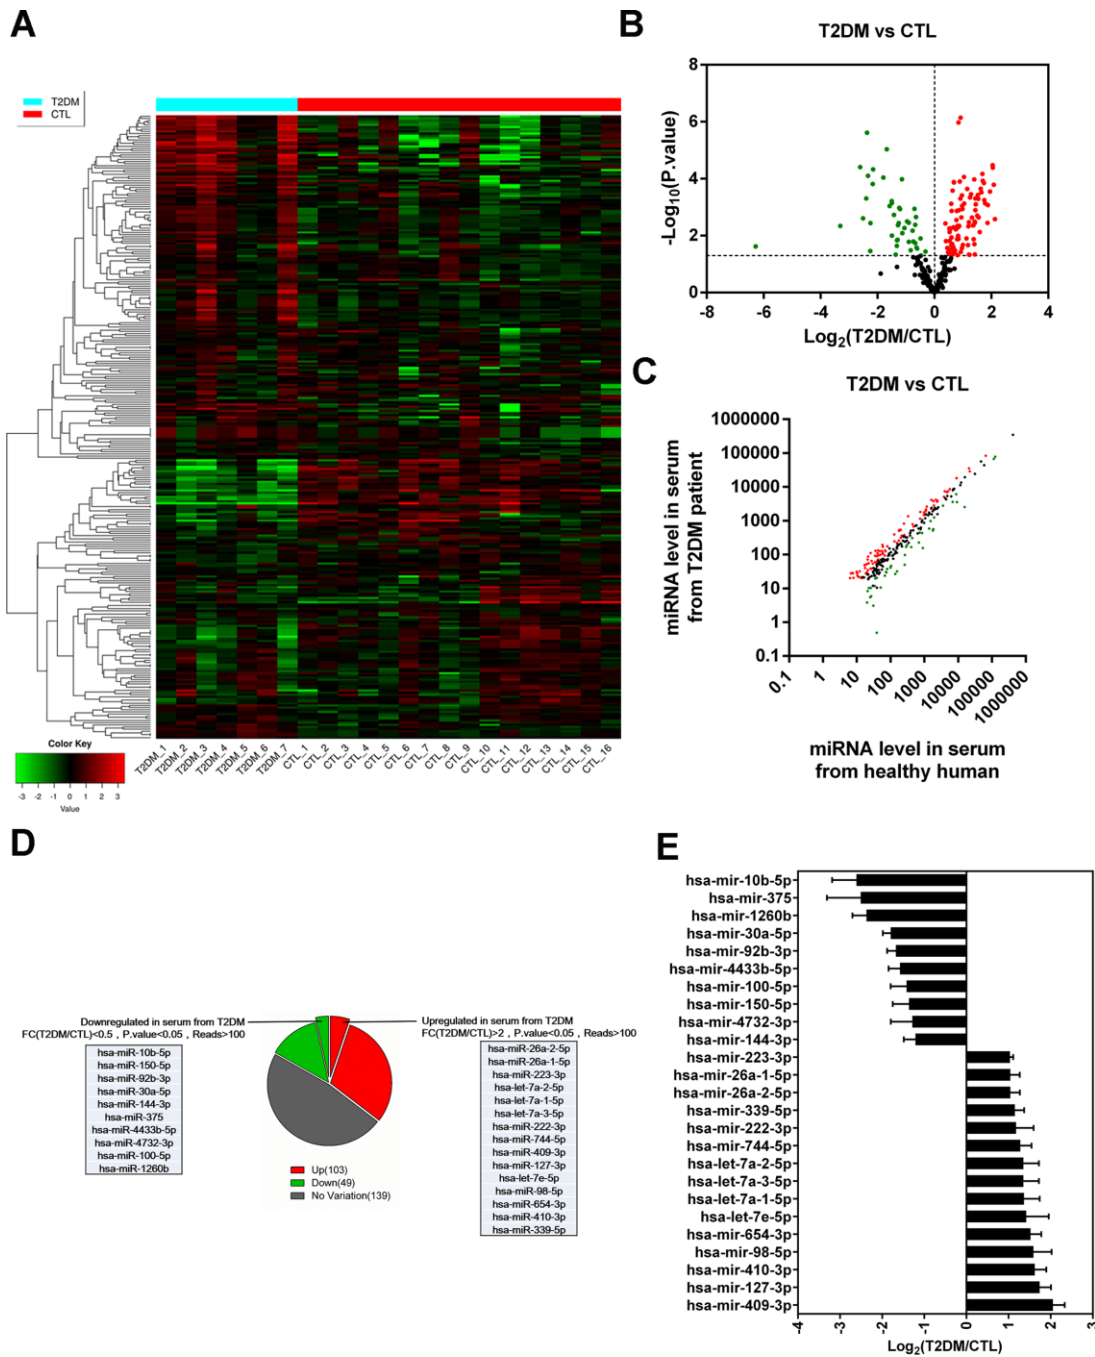 A
T2DM
CTL
T2DM_1
T2DM_2
T2DM_3
T2DM_4
T2DM_5
T2DM_6
T2DM_7
CTL_1
CTL_2
CTL_3
CTL_4
CTL_5
CTL_6
CTL_7
CTL_8
CTL_9
CTL_10
CTL_11
CTL_12
CTL_13
CTL_14
CTL_15
CTL_16
Color Key
-3 -2 -1 0 1 2 3
Value
B
T2DM vs CTL
-Log10(P.value)
8
6
4
2
0
-8 -6 -4 -2 0 2 4
Log2(T2DM/CTL)
C
T2DM vs CTL
miRNA level in serum
from T2DM patient
1000000
100000
10000
1000
100
10
1
0.1
0.1
1
10
100
1000
10000
100000
1000000
miRNA level in serum
from healthy human
D
Downregulated in serum from T2DM
FC(T2DM/CTL)<0.5 , P.value<0.05 , Reads>100
hsa-miR-10b-5p
hsa-miR-150-5p
hsa-miR-92b-3p
hsa-miR-30a-5p
hsa-miR-144-3p
hsa-miR-375
hsa-miR-4433b-5p
hsa-miR-4732-3p
hsa-miR-100-5p
hsa-miR-1260b
Up(103)
Down(49)
No Variation(139)
Upregulated in serum from T2DM
FC(T2DM/CTL)>2 , P.value<0.05 , Reads>100
hsa-miR-26a-2-5p
hsa-miR-26a-1-5p
hsa-miR-223-3p
hsa-let-7a-2-5p
hsa-let-7a-1-5p
hsa-let-7a-3-5p
hsa-miR-222-3p
hsa-miR-744-5p
hsa-miR-409-3p
hsa-miR-127-3p
hsa-let-7e-5p
hsa-miR-98-5p
hsa-miR-654-3p
hsa-miR-410-3p
hsa-miR-339-5p
E
hsa-mir-10b-5p
hsa-mir-375
hsa-mir-1260b
hsa-mir-30a-5p
hsa-mir-92b-3p
hsa-mir-4433b-5p
hsa-mir-100-5p
hsa-mir-150-5p
hsa-mir-4732-3p
hsa-mir-144-3p
hsa-mir-223-3p
hsa-mir-26a-1-5p
hsa-mir-26a-2-5p
hsa-mir-339-5p
hsa-mir-222-3p
hsa-mir-744-5p
hsa-let-7a-2-5p
hsa-let-7a-3-5p
hsa-let-7a-1-5p
hsa-let-7e-5p
hsa-mir-654-3p
hsa-mir-98-5p
hsa-mir-410-3p
hsa-mir-127-3p
hsa-mir-409-3p
-4 -3 -2 -1 0 1 2 3
Log2(T2DM/CTL)